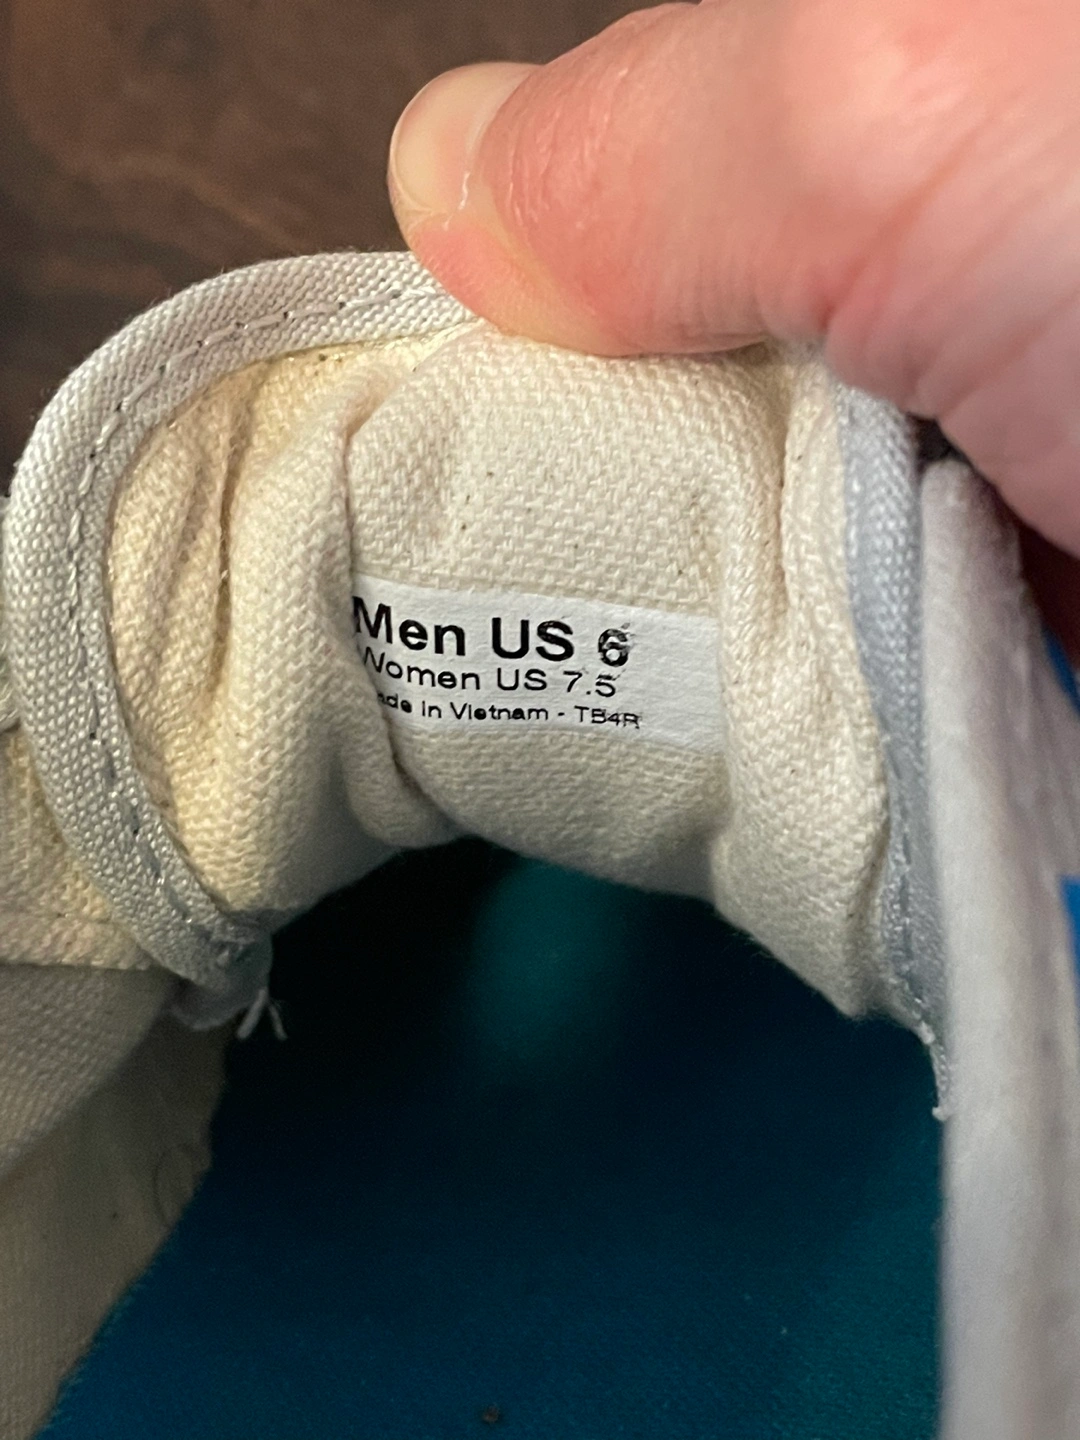 Men US 6
Women US 7.5
ade in Vietnam - TB4R